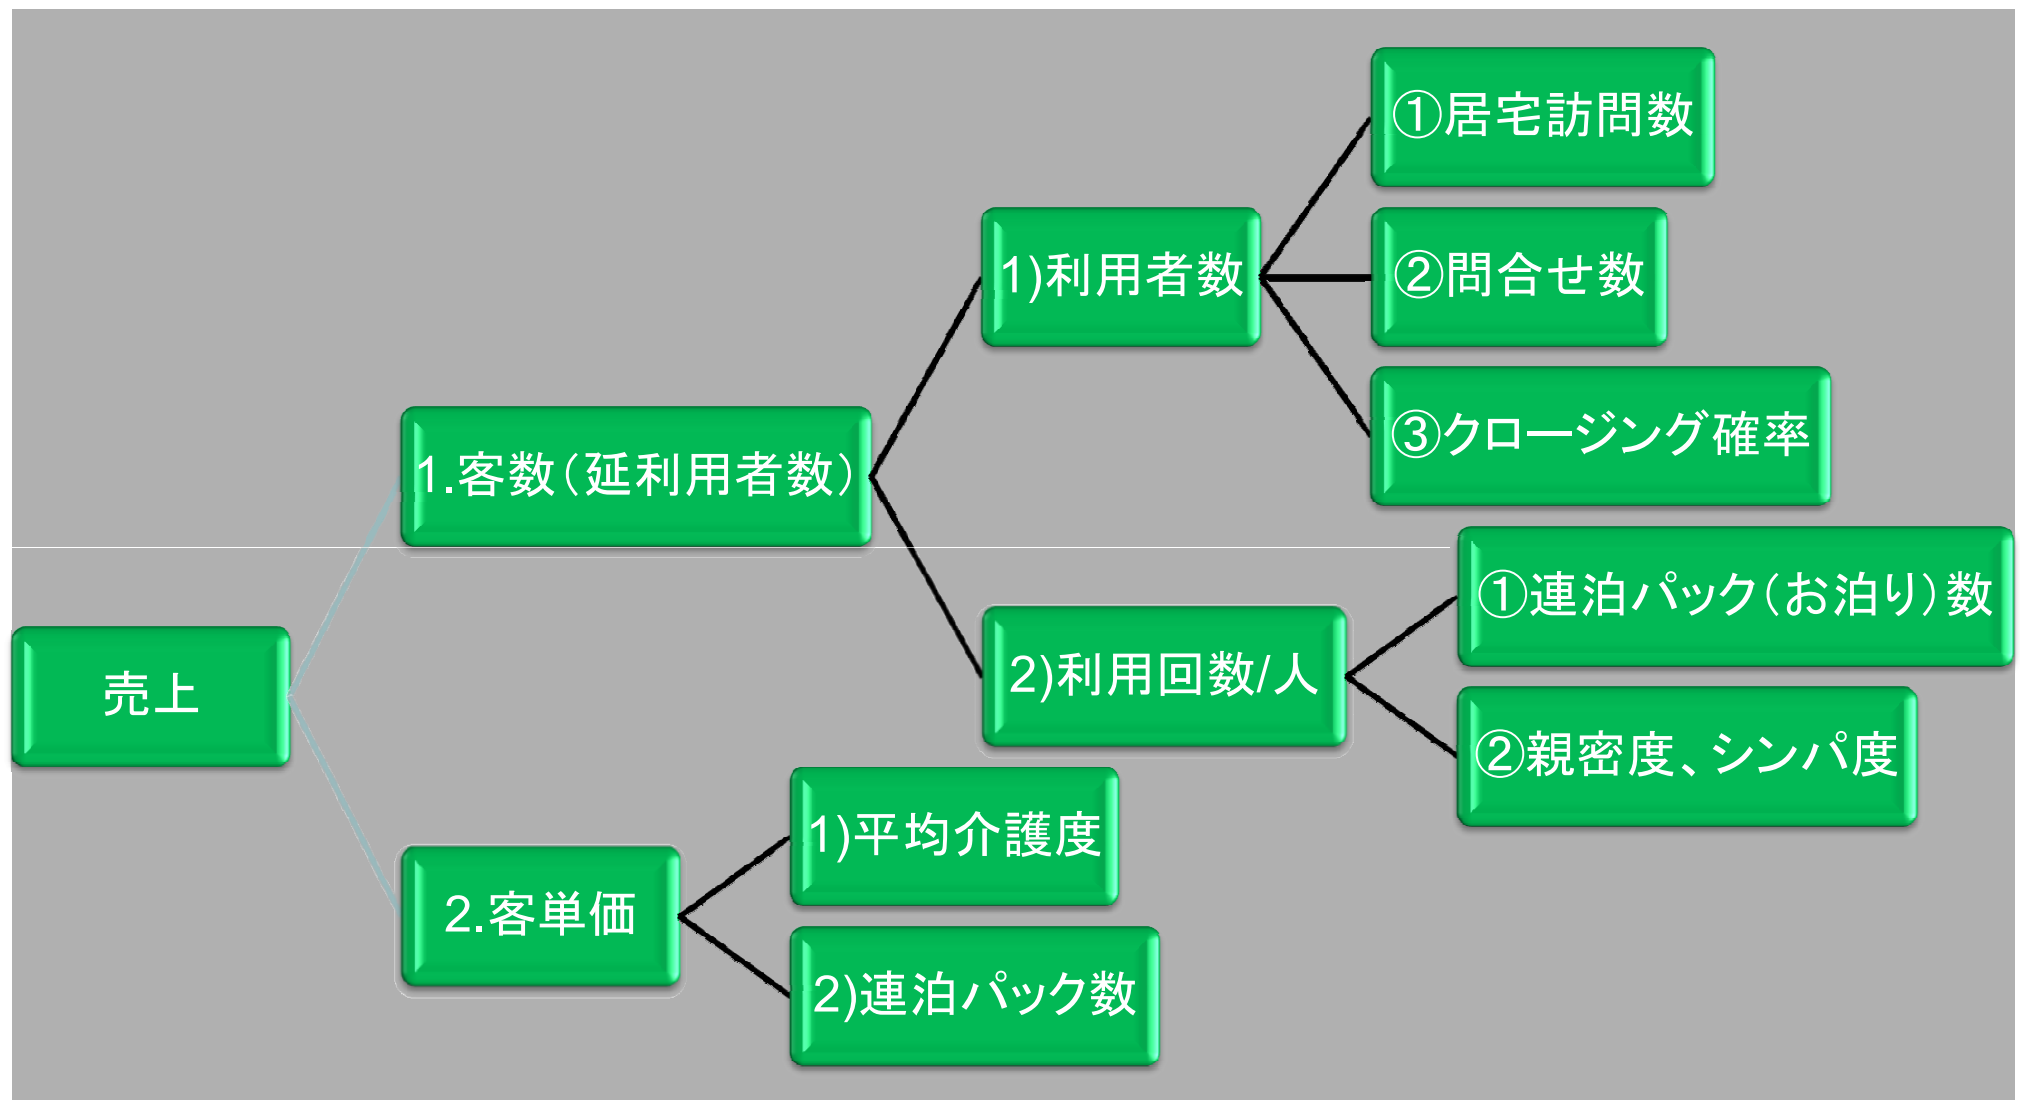 ①居宅訪問数
1)利用者数
②問合せ数
③クロージング確率
1.客数（延利用者数）
①連泊パック（お泊り）数
2)利用回数/人
②親密度、シンパ度
売上
1)平均介護度
2.客単価
2)連泊パック数